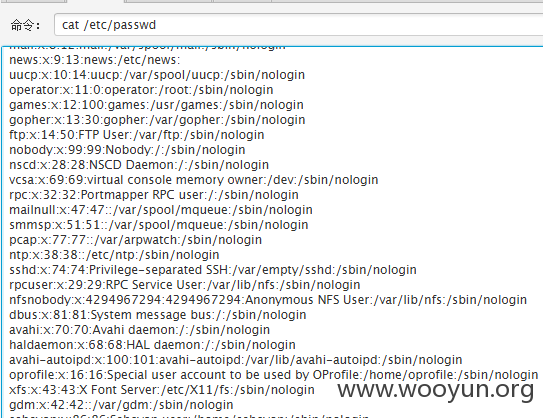 命令： cat /etc/passwd
mail:x:8:12:mail:/var/spool/mail:/sbin/nologin
news:x:9:13:news:/etc/news:
uucp:x:10:14:uucp:/var/spool/uucp:/sbin/nologin
operator:x:11:0:operator:/root:/sbin/nologin
games:x:12:100:games:/usr/games:/sbin/nologin
gopher:x:13:30:gopher:/var/gopher:/sbin/nologin
ftp:x:14:50:FTP User:/var/ftp:/sbin/nologin
nobody:x:99:99:Nobody:/:/sbin/nologin
nscd:x:28:28:NSCD Daemon:/:/sbin/nologin
vcsa:x:69:69:virtual console memory owner:/dev:/sbin/nologin
rpc:x:32:32:Portmapper RPC user:/:/sbin/nologin
mailnull:x:47:47::/var/spool/mqueue:/sbin/nologin
smmsp:x:51:51::/var/spool/mqueue:/sbin/nologin
pcap:x:77:77::/var/arpwatch:/sbin/nologin
ntp:x:38:38::/etc/ntp:/sbin/nologin
sshd:x:74:74:Privilege-separated SSH:/var/empty/sshd:/sbin/nologin
rpcuser:x:29:29:RPC Service User:/var/lib/nfs:/sbin/nologin
nfsnobody:x:4294967294:4294967294:Anonymous NFS User:/var/lib/nfs:/sbin/nologin
dbus:x:81:81:System message bus:/:/sbin/nologin
avahi:x:70:70:Avahi daemon:/:/sbin/nologin
haldaemon:x:68:68:HAL daemon:/:/sbin/nologin
avahi-autoipd:x:100:101:avahi-autoipd:/var/lib/avahi-autoipd:/sbin/nologin
oprofile:x:16:16:Special user account to be used by OProfile:/home/oprofile:/sbin/nologin
xfs:x:43:43:X Font Server:/etc/X11/fs:/sbin/nologin
gdm:x:42:42::/var/gdm:/sbin/nologin
www.wooyun.org